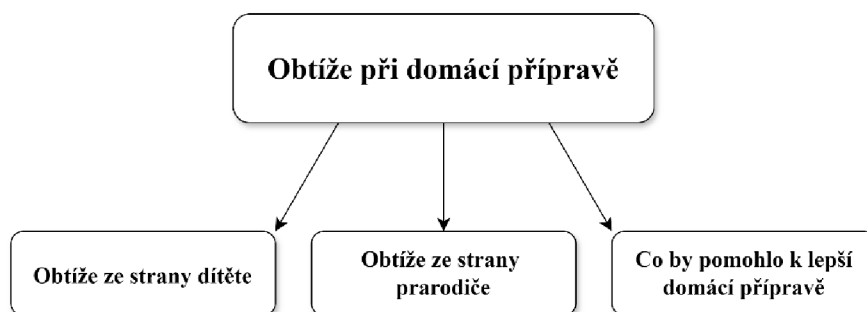 Obtíže při domácí přípravě
Obtíže ze strany dítěte
Obtíže ze strany
prarodiče
Co by pomohlo k lepší
domácí přípravě